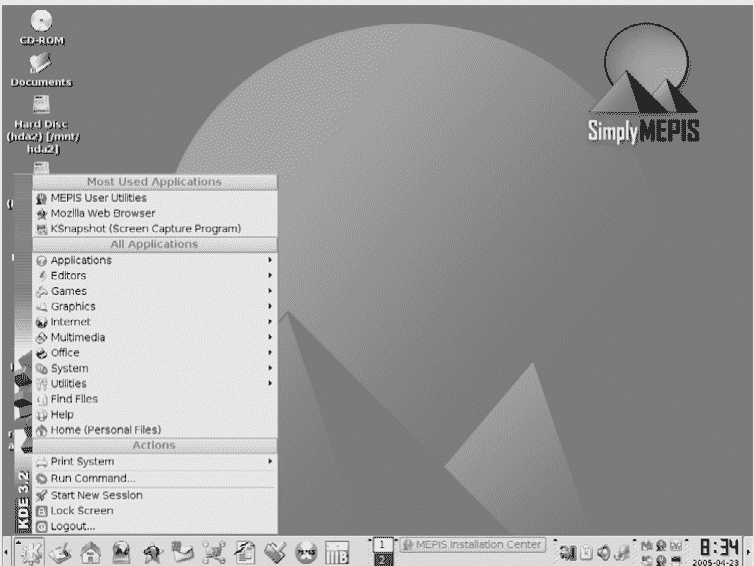 CD-ROM
Documents
Hard Disc
(hda2) [/mnt/
hda2]
SimplyMEPIS
Most Used Applications
MEPIS User Utilities
Mozilla Web Browser
KSnapshot (Screen Capture Program)
All Applications
Applications
Editors
Games
Graphics
Internet
Multimedia
Office
System
Utilities
Find Files
Help
Home (Personal Files)
Actions
Print System
Run Command...
Start New Session
Lock Screen
Logout...
KDE 3.2
1
2
MEPIS Installation Center
8:34
2005-04-23